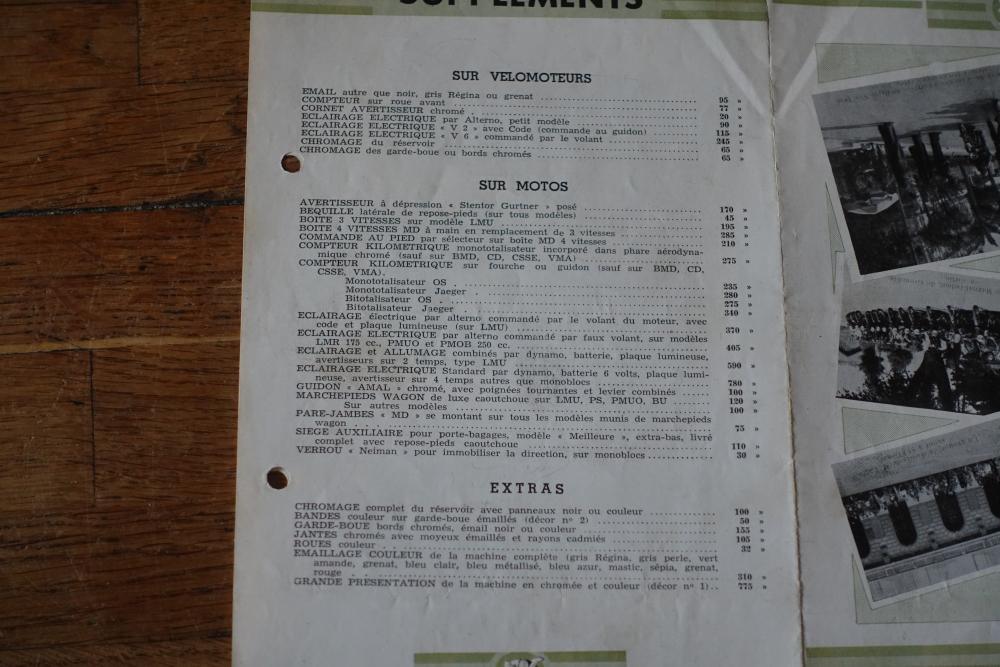 SUPPLEMENTS
SUR VELOMOTEURS
EMAIL autre que noir, gris Régina ou grenat 95 »
COMPTEUR sur roue avant 77 »
CORNET AVERTISSEUR chromé 20 »
ECLAIRAGE ELECTRIQUE par Alterno, petit modèle 90 »
ECLAIRAGE ELECTRIQUE « V 2 » avec Code (commande au guidon) 115 »
ECLAIRAGE ELECTRIQUE « V 6 » commandé par le volant 245 »
CHROMAGE du réservoir 65 »
CHROMAGE des garde-boue ou bords chromés 65 »
SUR MOTOS
AVERTISSEUR à dépression « Stentor Gurtner » posé 170 »
BEQUILLE latérale de repose-pieds (sur tous modèles) 45 »
BOITE 3 VITESSES sur modèle LMU 195 »
BOITE 4 VITESSES MD à main en remplacement de 3 vitesses 285 »
COMMANDE AU PIED par sélecteur sur boîte MD 4 vitesses 210 »
COMPTEUR KILOMETRIQUE monototalisateur incorporé dans phare aérodyna-
mique chromé (sauf sur BMD, CD, CSSE, VMA) 275 »
COMPTEUR KILOMETRIQUE sur fourche ou guidon (sauf sur BMD, CD,
CSSE, VMA).
Monototalisateur OS 235 »
Monototalisateur Jaeger 280 »
Bitotalisateur OS 275 »
Bitotalisateur Jaeger 340 »
ECLAIRAGE électrique par alterno commandé par le volant du moteur, avec
code et plaque lumineuse (sur LMU) 370 »
ECLAIRAGE ELECTRIQUE par alterno commandé par faux volant, sur modèles
LMR 175 cc., PMUO et PMOB 250 cc. 405 »
ECLAIRAGE et ALLUMAGE combinés par dynamo, batterie, plaque lumineuse,
avertisseurs sur 2 temps, type LMU 590 »
ECLAIRAGE ELECTRIQUE Standard par dynamo, batterie 6 volts, plaque lumi-
neuse, avertisseur sur 4 temps autres que monoblocs 780 »
GUIDON « AMAL » chromé, avec poignées tournantes et levier combinés 100 »
MARCHEPIEDS WAGON de luxe caoutchouc sur LMU, PS, PMUO, BU 120 »
Sur autres modèles 100 »
PARE-JAMBES « MD » se montant sur tous les modèles munis de marchepieds
wagon 75 »
SIEGE AUXILIAIRE pour porte-bagages, modèle « Meilleure », extra-bas, livré
complet avec repose-pieds caoutchouc 110 »
VERROU « Neiman » pour immobiliser la direction, sur monoblocs 30 »
EXTRAS
CHROMAGE complet du réservoir avec panneaux noir ou couleur 100 »
BANDES couleur sur garde-boue émaillés (décor nº 2) 50 »
GARDE-BOUE bords chromés, émail noir ou couleur 155 »
JANTES chromés avec moyeux émaillés et rayons cadmiés 105 »
ROUES couleur 32 »
EMAILLAGE COULEUR de la machine complète (gris Régina, gris perle, vert
amande, grenat, bleu clair, bleu métallisé, bleu azur, mastic, sépia, grenat,
rouge 310 »
GRANDE PRESENTATION de la machine en chromée et couleur (décor nº 1).. 775 »